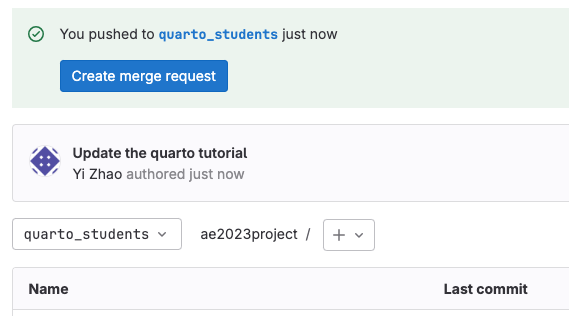 You pushed to quarto_students just now
Create merge request
Update the quarto tutorial
Yi Zhao authored just now
quarto_students ae2023project / +
Name Last commit